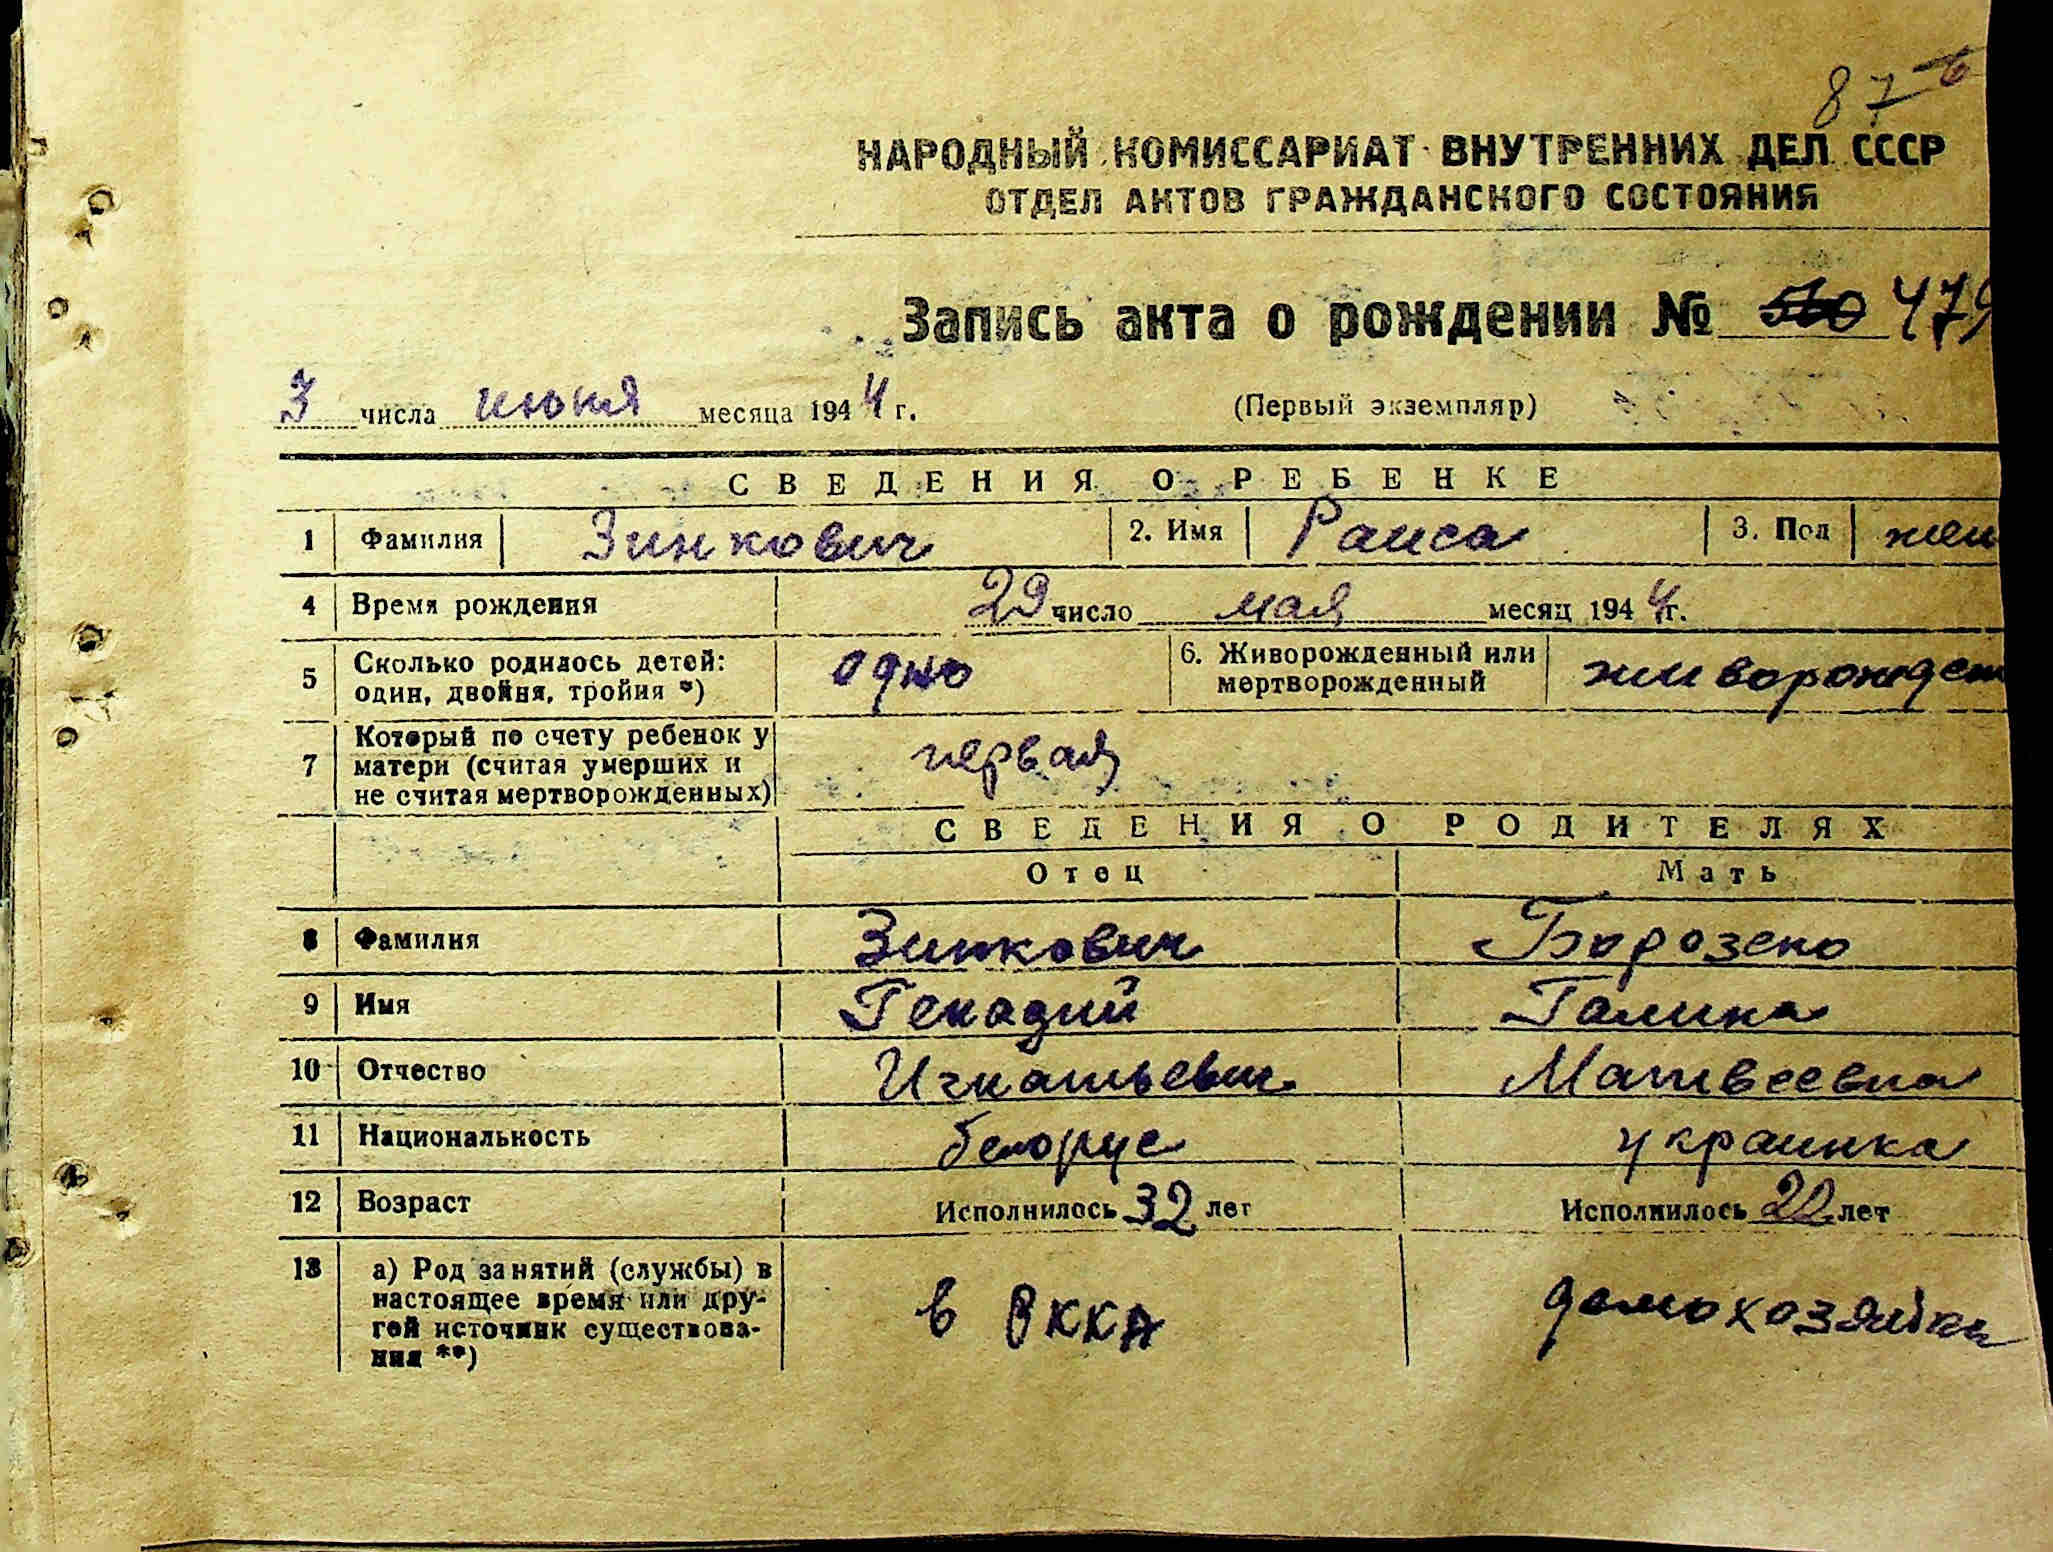 87
НАРОДНЫЙ КОМИССАРИАТ ВНУТРЕННИХ ДЕЛ СССР
ОТДЕЛ АКТОВ ГРАЖДАНСКОГО СОСТОЯНИЯ
Запись акта о рождении № 479
3 числа июня месяца 1944 г. (Первый экземпляр)
СВЕДЕНИЯ О РЕБЕНКЕ
1 Фамилия Зинкович 2. Имя Раиса 3. Пол жен
4 Время рождения 29 число мая месяц 1944 г.
5 Сколько родилось детей: один, двойня, тройня *) одно 6. Живорожденный или мертворожденный живорожден
7 Который по счету ребенок у матери (считая умерших и не считая мертворожденных) первая
СВЕДЕНИЯ О РОДИТЕЛЯХ
Отец Мать
8 Фамилия Зинкович Борозено
9 Имя Генадий Галина
10 Отчество Игнатьевич Матвеевна
11 Национальность белорус украинка
12 Возраст Исполнилось 32 лет Исполнилось 22 лет
13 а) Род занятий (службы) в настоящее время или другой источник существования **) в РККА домохозяйка